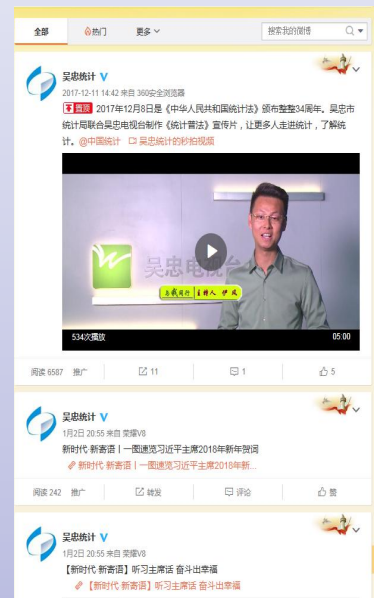 全部 热门 更多 搜索我的微博
吴忠统计
2017-12-11 14:42 来自 360安全浏览器
置顶 2017年12月8日是《中华人民共和国统计法》颁布整整34周年。吴忠市
统计局联合吴忠电视台制作《统计普法》宣传片，让更多人走进统计，了解统
计。@中国统计 吴忠统计的秒拍视频
吴忠电视台
与我同行 主持人 伊风
534次播放 05:00
阅读 6587 推广 11 1 5
吴忠统计
1月2日 20:55 来自 荣耀V8
新时代 新寄语丨一图速览习近平主席2018年新年贺词
新时代 新寄语丨一图速览习近平主席2018年新...
阅读 242 推广 转发 评论 赞
吴忠统计
1月2日 20:55 来自 荣耀V8
【新时代 新寄语】听习主席话 奋斗出幸福
【新时代 新寄语】听习主席话 奋斗出幸福